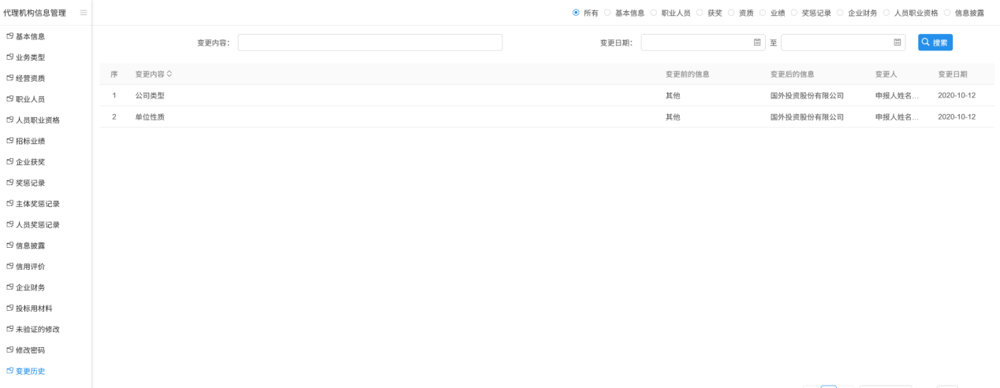 代理机构信息管理
所有 基本信息 职业人员 获奖 资质 业绩 奖惩记录 企业财务 人员职业资格 信息披露
基本信息
业务类型
经营资质
职业人员
人员职业资格
招标业绩
企业获奖
奖惩记录
主体奖惩记录
人员奖惩记录
信息披露
信用评价
企业财务
投标用材料
未验证的修改
修改密码
变更历史
变更内容: 变更日期: 至 搜索
序 变更内容 变更前的信息 变更后的信息 变更人 变更日期
1 公司类型 其他 国外投资股份有限公司 申报人姓名... 2020-10-12
2 单位性质 其他 国外投资股份有限公司 申报人姓名... 2020-10-12